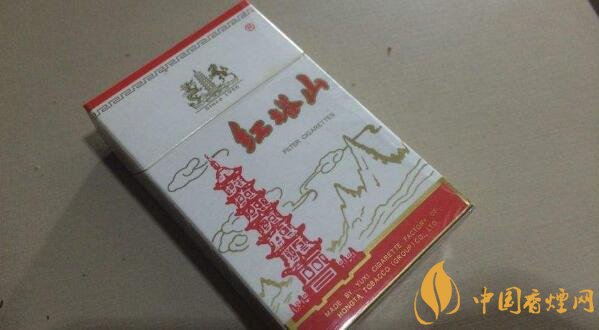 ®
Since 1956
红塔山
FILTER CIGARETTES
MADE BY YUXI CIGARETTE FACTORY OF
HONGTA TOBACCO (GROUP) CO., LTD.
中国香烟网